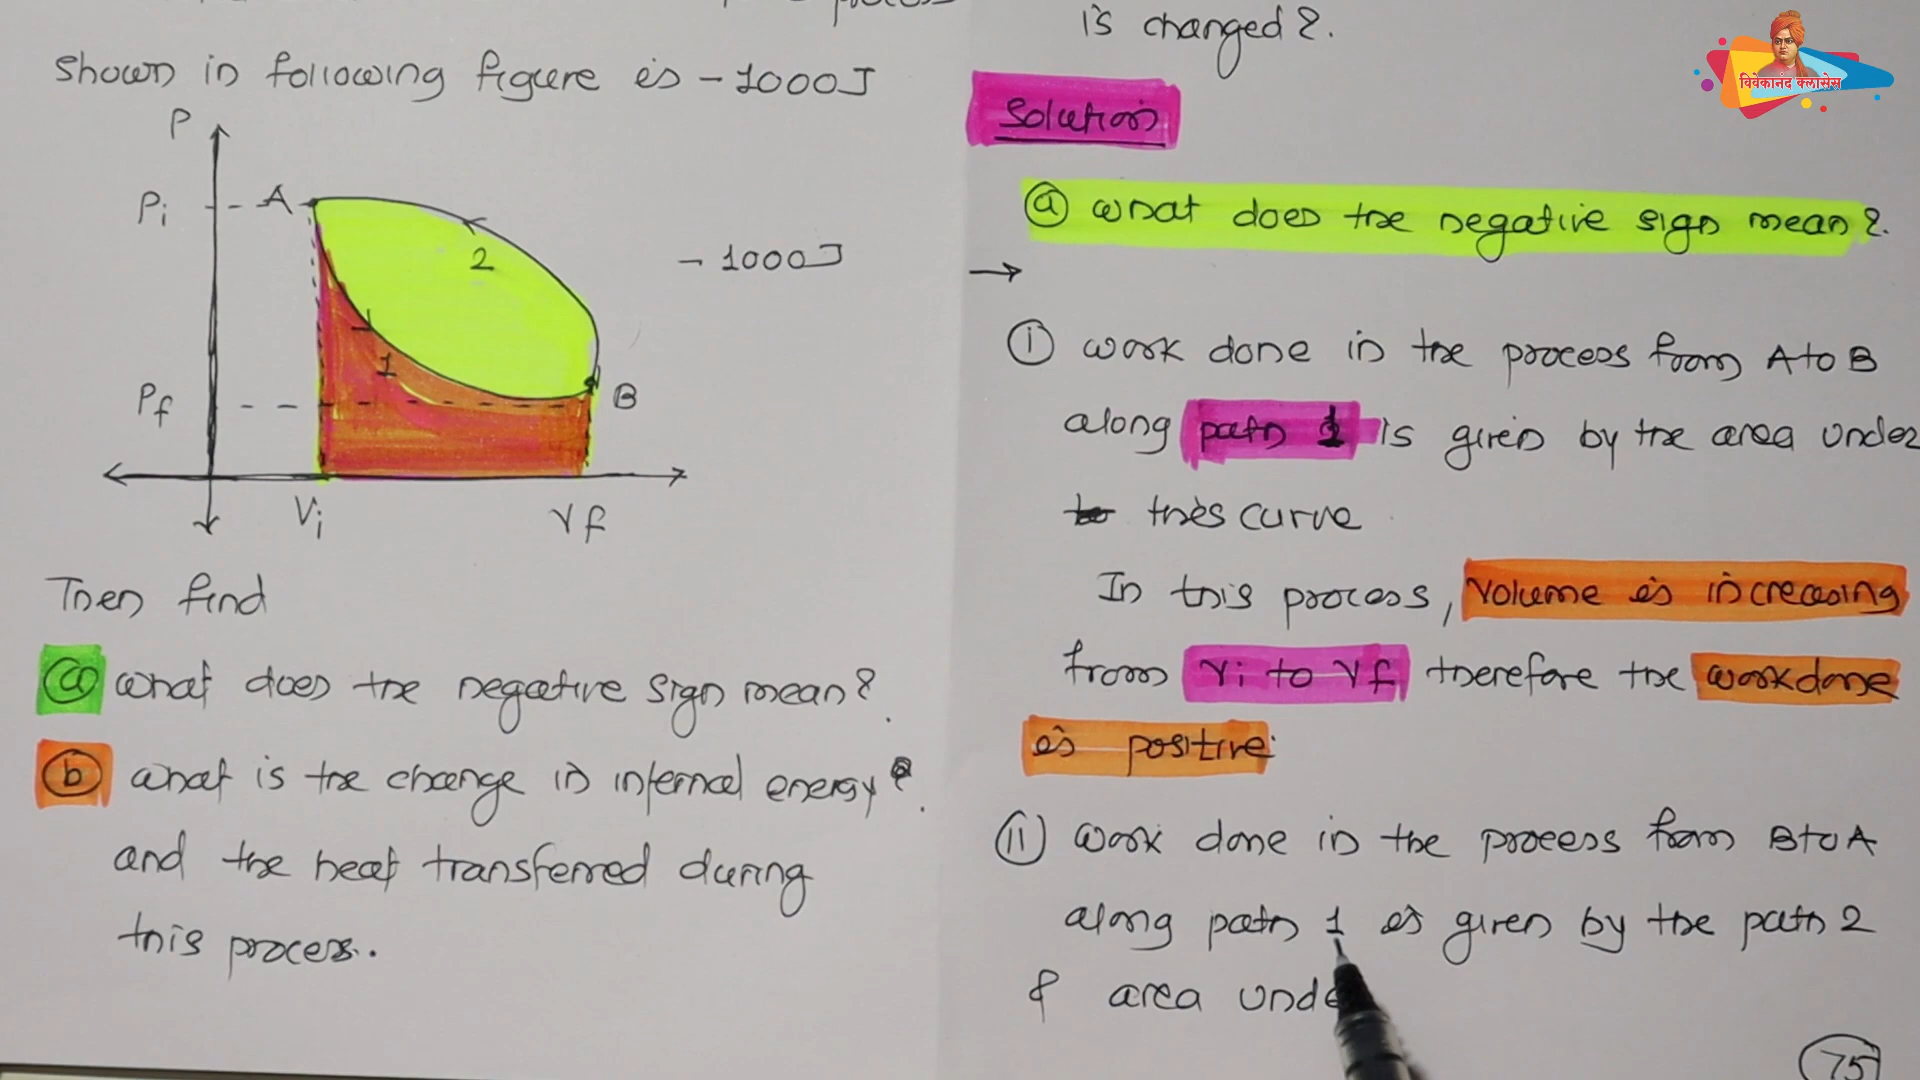 process
shown in following figure is - 1000J
P
Pi
A
2
- 1000J
1
Pf
B
Vi
Vf
Then find
(a) what does the negative sign mean?
(b) what is the change in internal energy?
and the heat transferred during
this process.
is changed?.
विवेकानंद क्लासेस
Solution
(a) what does the negative sign mean?
→
(i) work done in the process from A to B
along path 1 is given by the area under
this curve
In this process, volume is increasing
from Vi to Vf therefore the workdone
is positive.
(ii) work done in the process from B to A
along path 1 is given by the path 2
& area unde
75